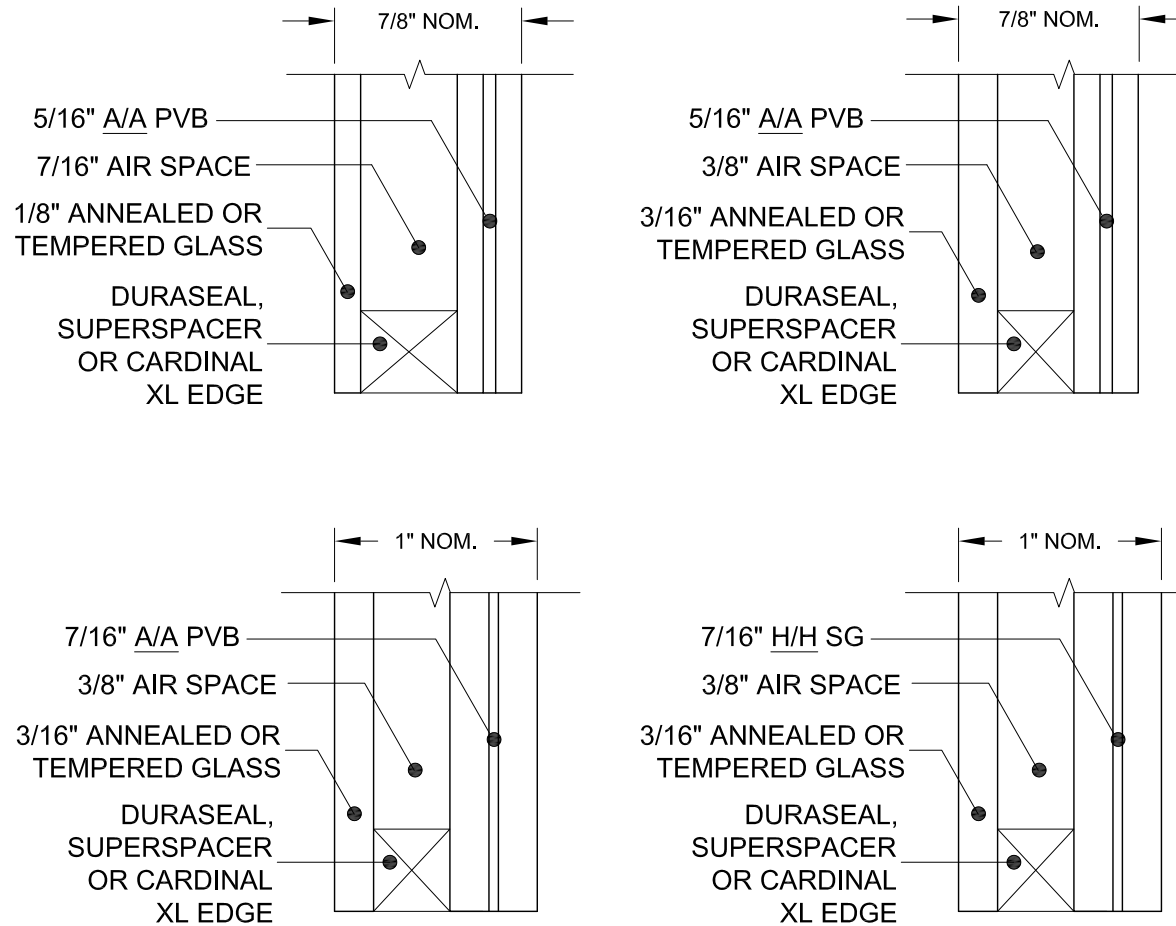 7/8" NOM.
5/16" A/A PVB
7/16" AIR SPACE
1/8" ANNEALED OR
TEMPERED GLASS
DURASEAL,
SUPERSPACER
OR CARDINAL
XL EDGE
7/8" NOM.
5/16" A/A PVB
3/8" AIR SPACE
3/16" ANNEALED OR
TEMPERED GLASS
DURASEAL,
SUPERSPACER
OR CARDINAL
XL EDGE
1" NOM.
7/16" A/A PVB
3/8" AIR SPACE
3/16" ANNEALED OR
TEMPERED GLASS
DURASEAL,
SUPERSPACER
OR CARDINAL
XL EDGE
1" NOM.
7/16" H/H SG
3/8" AIR SPACE
3/16" ANNEALED OR
TEMPERED GLASS
DURASEAL,
SUPERSPACER
OR CARDINAL
XL EDGE